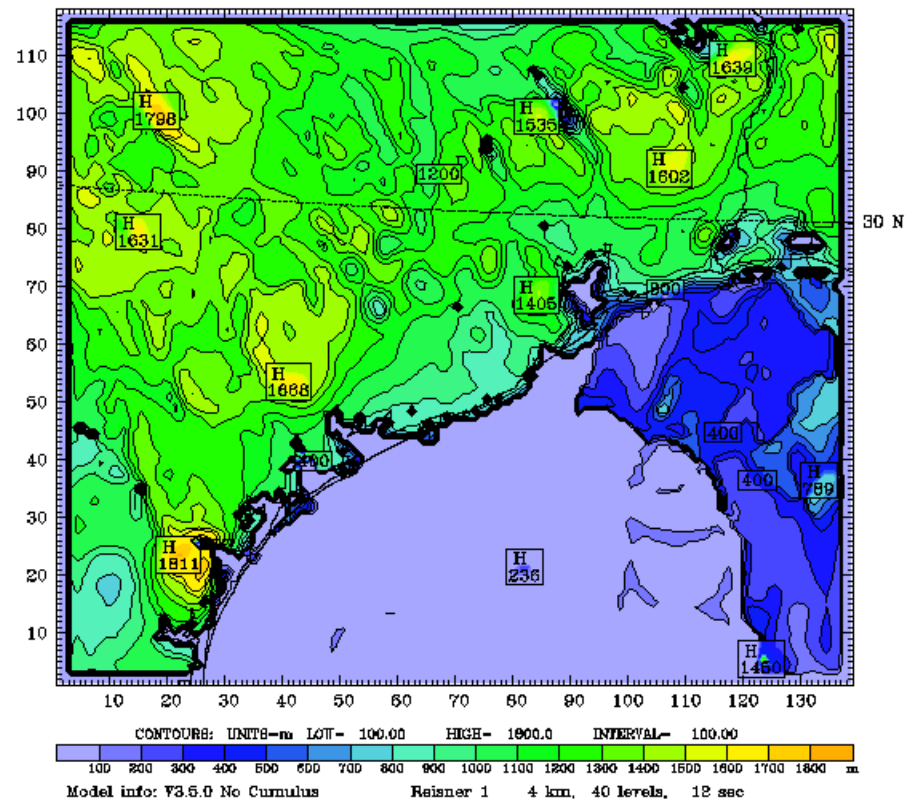 110
H
1639
H
1798
H
1535
100
90
H
1602
1200
80
H
1631
30 N
70
H
1405
800
60
H
1668
50
400
40
400
400
H
789
30
H
1811
20
H
236
10
H
1450
10 20 30 40 50 60 70 80 90 100 110 120 130
CONTOURS: UNITS=m LOW= 100.00 HIGH= 1800.0 INTERVAL= 100.00
100 200 300 400 500 600 700 800 900 1000 1100 1200 1300 1400 1500 1600 1700 1800 m
Model info: V3.5.0 No Cumulus Reisner 1 4 km, 40 levels, 12 sec